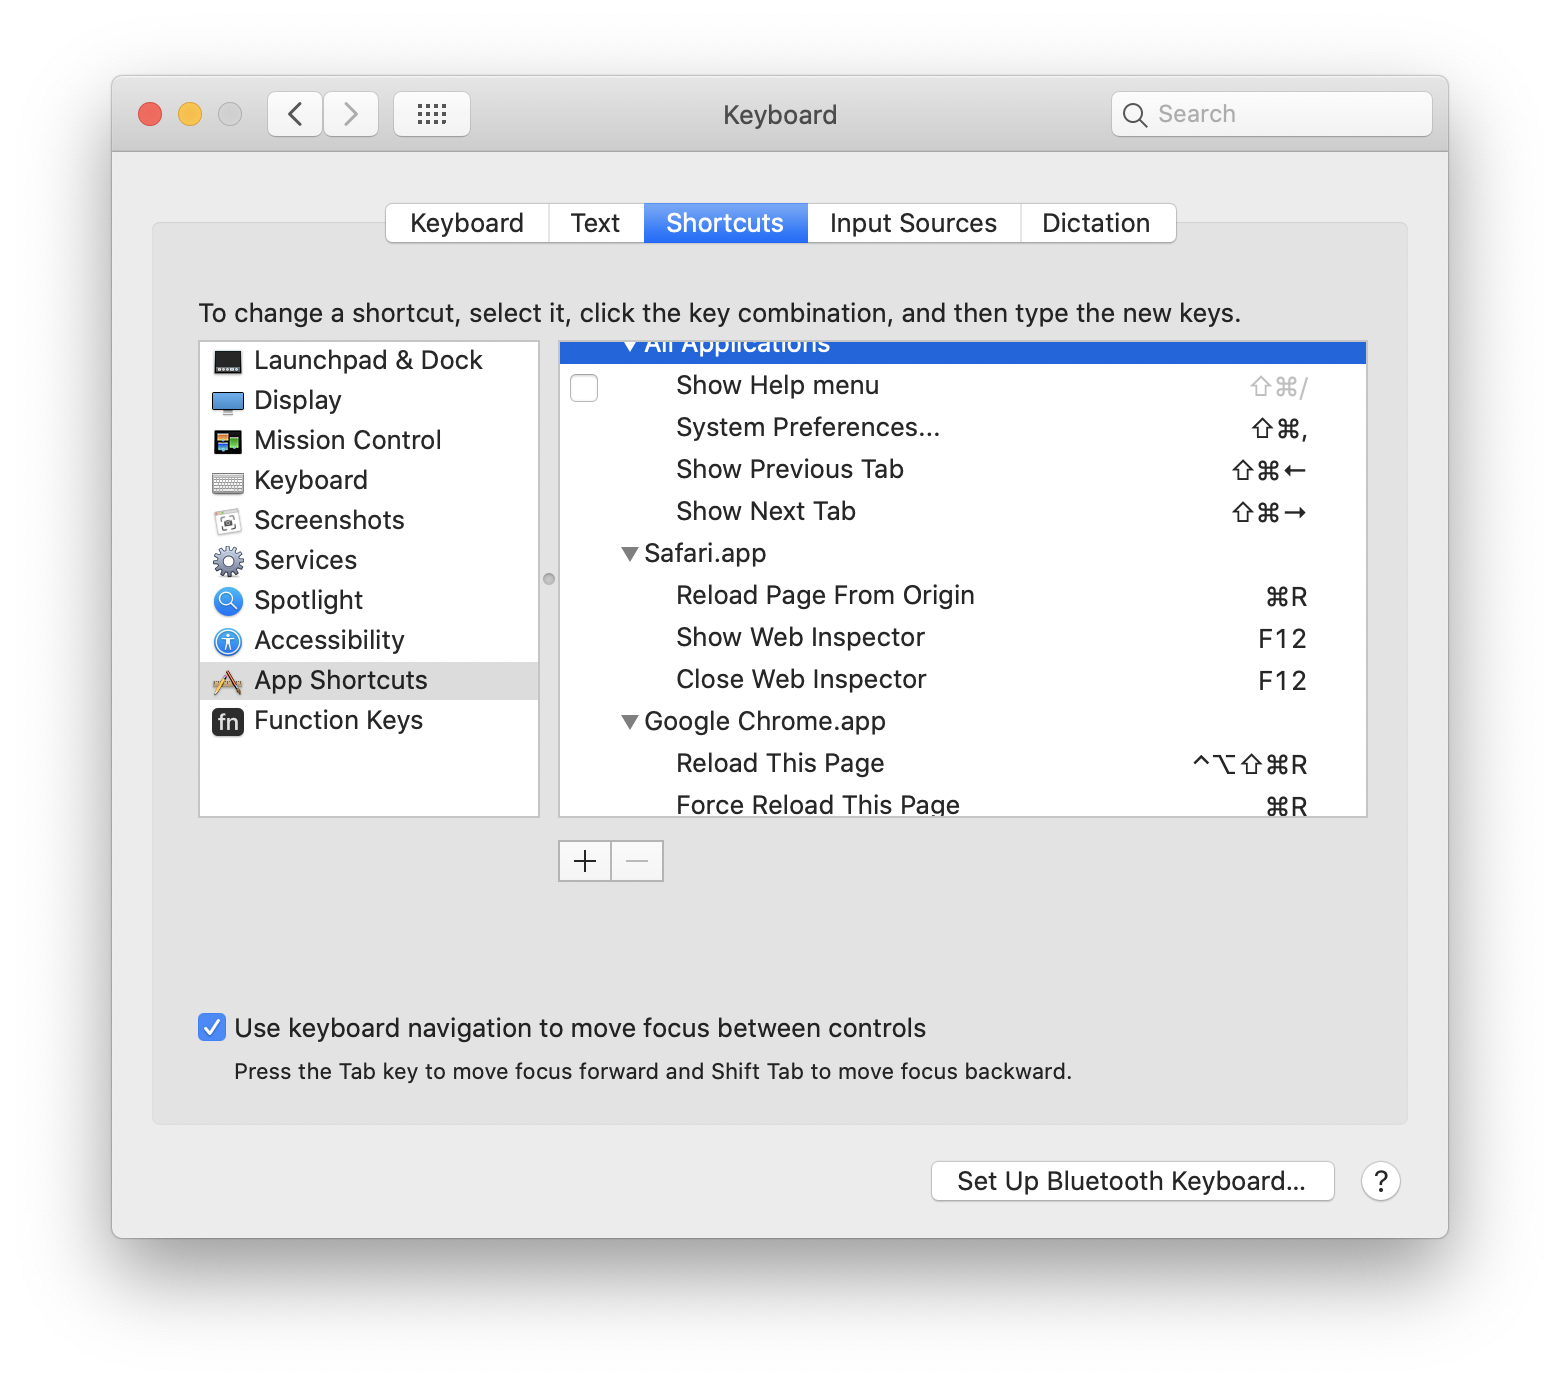 Keyboard
Search
Keyboard Text Shortcuts Input Sources Dictation
To change a shortcut, select it, click the key combination, and then type the new keys.
Launchpad & Dock
Display
Mission Control
Keyboard
Screenshots
Services
Spotlight
Accessibility
App Shortcuts
fn Function Keys
All Applications
Show Help menu ⇧⌘/
System Preferences... ⇧⌘,
Show Previous Tab ⇧⌘←
Show Next Tab ⇧⌘→
Safari.app
Reload Page From Origin ⌘R
Show Web Inspector F12
Close Web Inspector F12
Google Chrome.app
Reload This Page ^⌥⇧⌘R
Force Reload This Page ⌘R
Use keyboard navigation to move focus between controls
Press the Tab key to move focus forward and Shift Tab to move focus backward.
Set Up Bluetooth Keyboard... ?